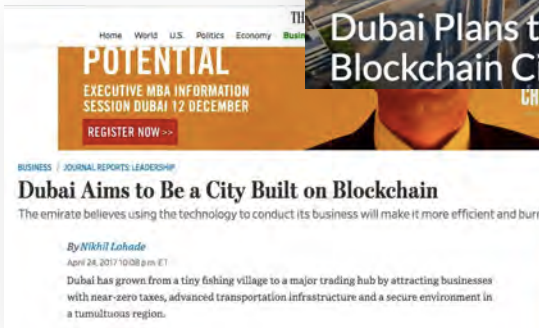 TH
Dubai Plans t
Blockchain Ci
Home World U.S. Politics Economy Busin
POTENTIAL
EXECUTIVE MBA INFORMATION
SESSION DUBAI 12 DECEMBER
REGISTER NOW >>
CH
BUSINESS / JOURNAL REPORTS: LEADERSHIP
Dubai Aims to Be a City Built on Blockchain
The emirate believes using the technology to conduct its business will make it more efficient and burn
By Nikhil Lohade
April 24, 2017 10:08 p.m. ET
Dubai has grown from a tiny fishing village to a major trading hub by attracting businesses
with near-zero taxes, advanced transportation infrastructure and a secure environment in
a tumultuous region.